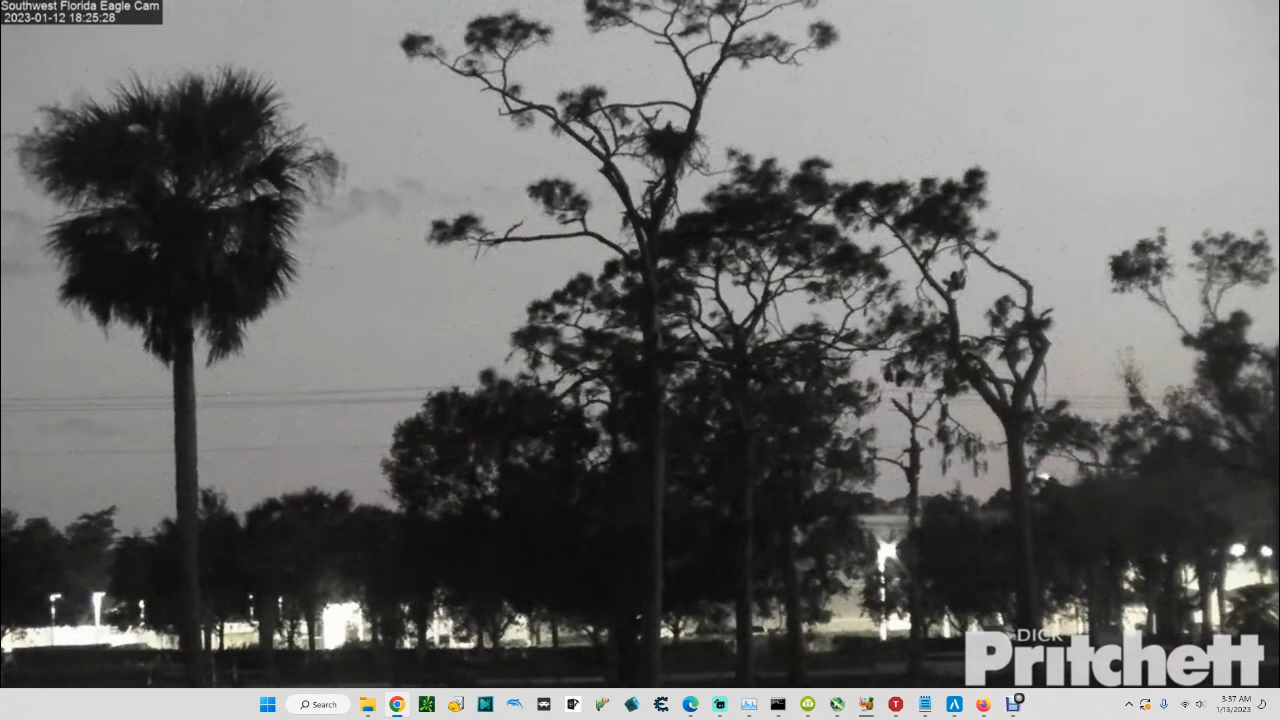 Southwest Florida Eagle Cam
2023-01-12 18:25:28
DICK
Pritchett
Search
3:37 AM
1/13/2023